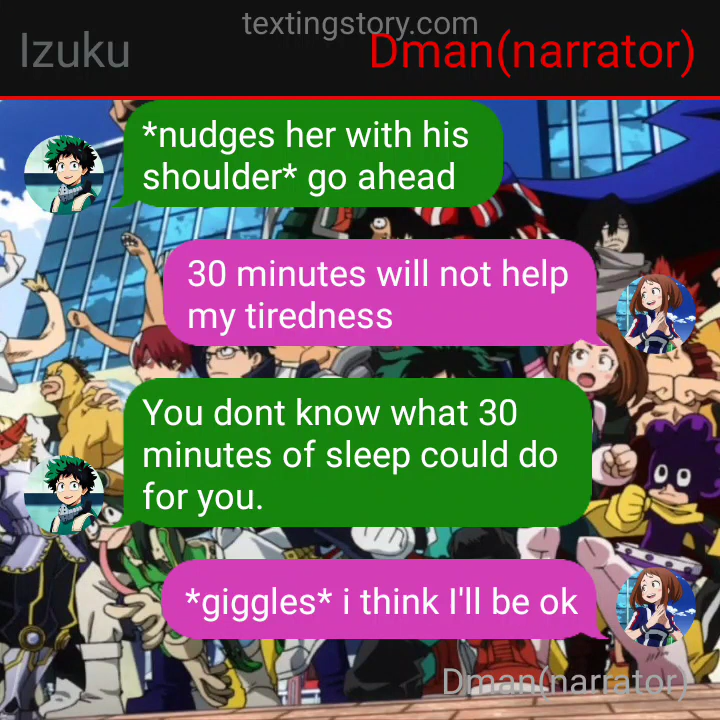 textingstory.com
Izuku
Dman(narrator)
*nudges her with his
shoulder* go ahead
30 minutes will not help
my tiredness
You dont know what 30
minutes of sleep could do
for you.
*giggles* i think I'll be ok
Dman(narrator)